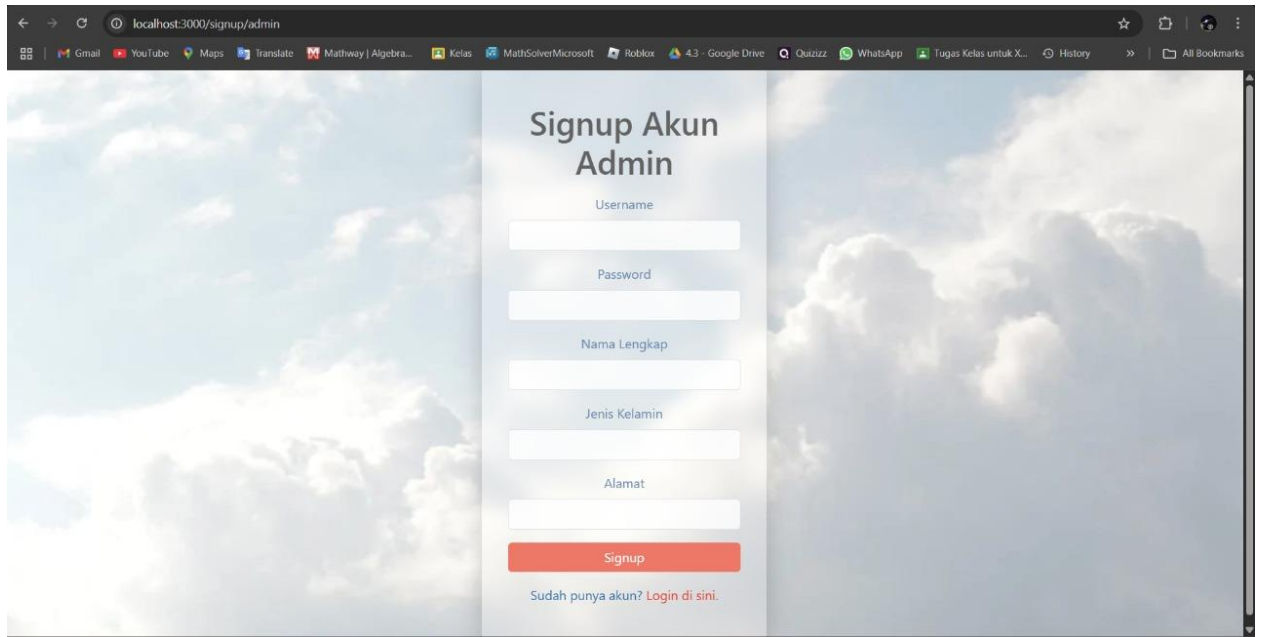 localhost:3000/signup/admin
Gmail YouTube Maps Translate Mathway | Algebra... Kelas MathSolverMicrosoft Roblox 4.3 - Google Drive Quizizz WhatsApp Tugas Kelas untuk X... History » All Bookmarks
Signup Akun
Admin
Username
Password
Nama Lengkap
Jenis Kelamin
Alamat
Signup
Sudah punya akun? Login di sini.